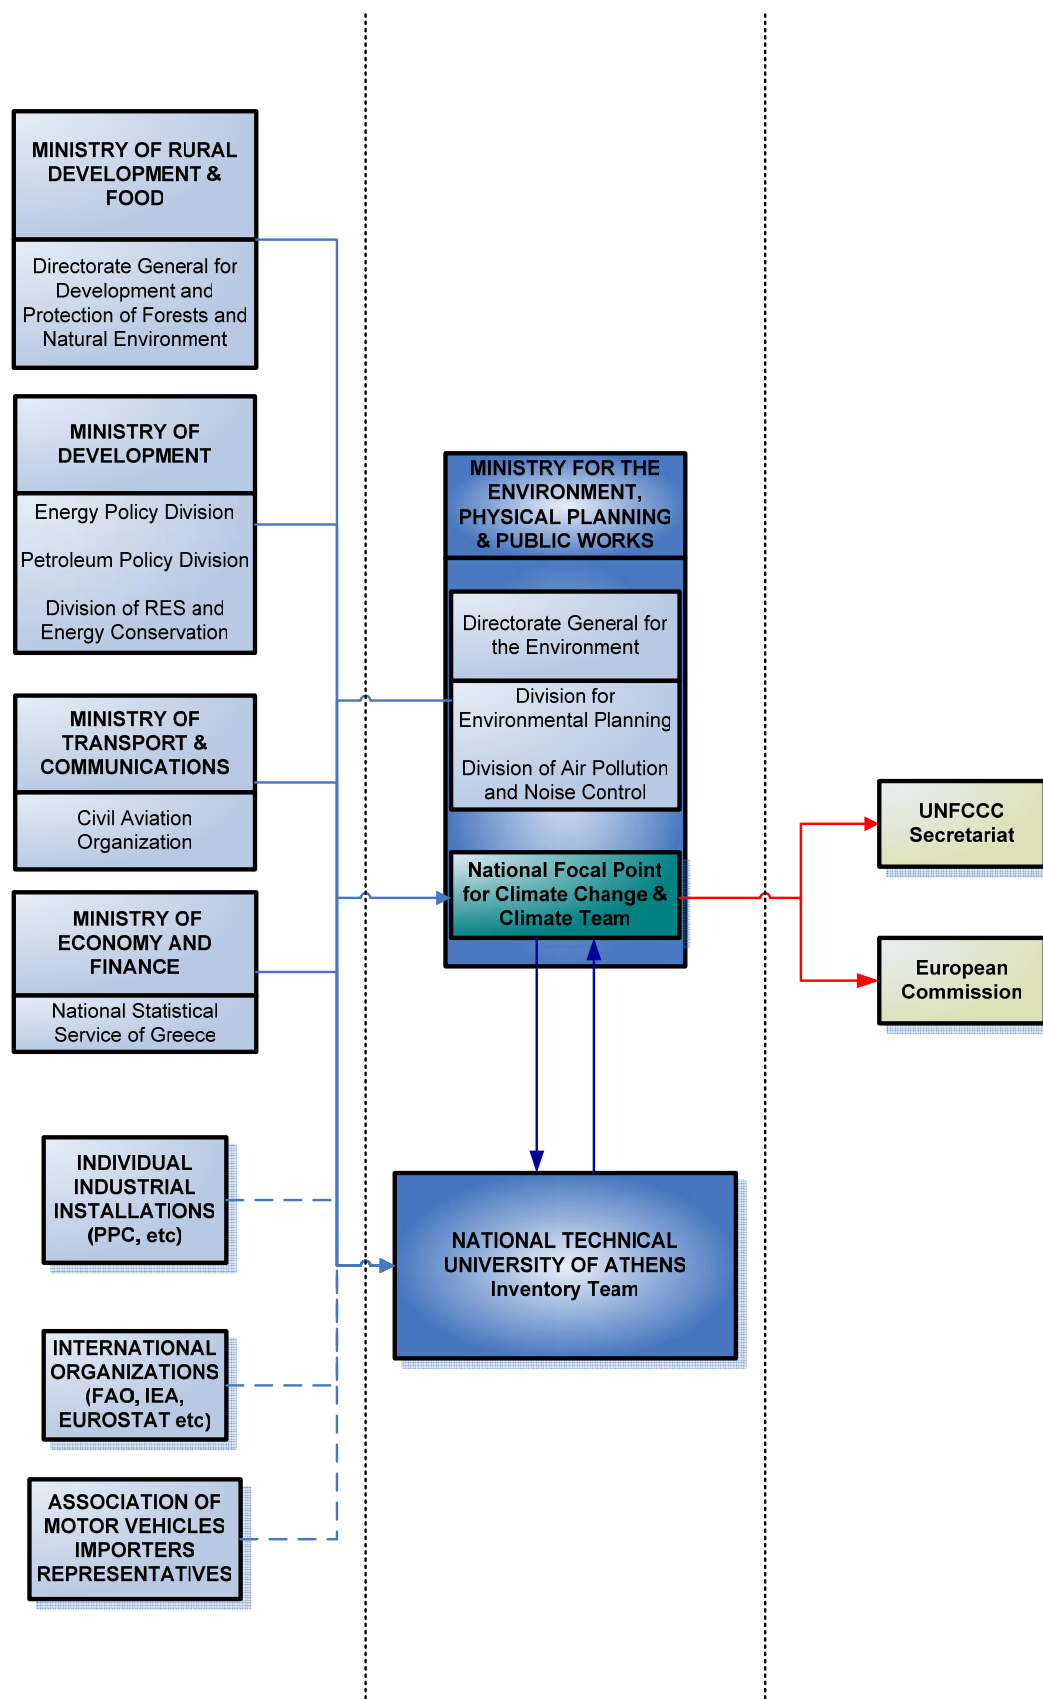 MINISTRY OF RURAL
DEVELOPMENT &
FOOD
Directorate General for
Development and
Protection of Forests and
Natural Environment
MINISTRY OF
DEVELOPMENT
Energy Policy Division
Petroleum Policy Division
Division of RES and
Energy Conservation
MINISTRY OF
TRANSPORT &
COMMUNICATIONS
Civil Aviation
Organization
MINISTRY OF
ECONOMY AND
FINANCE
National Statistical
Service of Greece
INDIVIDUAL
INDUSTRIAL
INSTALLATIONS
(PPC, etc)
INTERNATIONAL
ORGANIZATIONS
(FAO, IEA,
EUROSTAT etc)
ASSOCIATION OF
MOTOR VEHICLES
IMPORTERS
REPRESENTATIVES
MINISTRY FOR THE
ENVIRONMENT,
PHYSICAL PLANNING
& PUBLIC WORKS
Directorate General for
the Environment
Division for
Environmental Planning
Division of Air Pollution
and Noise Control
National Focal Point
for Climate Change &
Climate Team
NATIONAL TECHNICAL
UNIVERSITY OF ATHENS
Inventory Team
UNFCCC
Secretariat
European
Commission